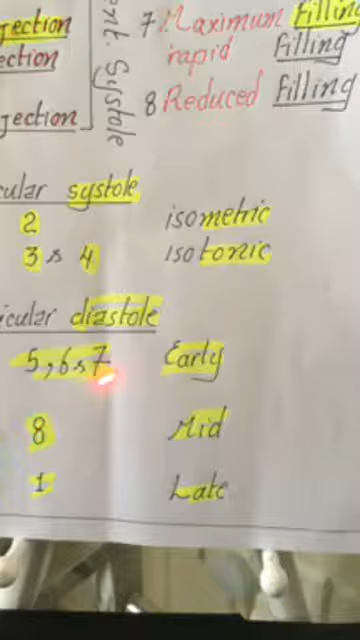 jection
7 Maximum Filling
ection
rapid Filling
jection
8 Reduced Filling
ent. Systole
cular systole
2 isometric
3 & 4 Isotonic
icular diastole
5, 6 & 7 Early
8 Mid
1 Late